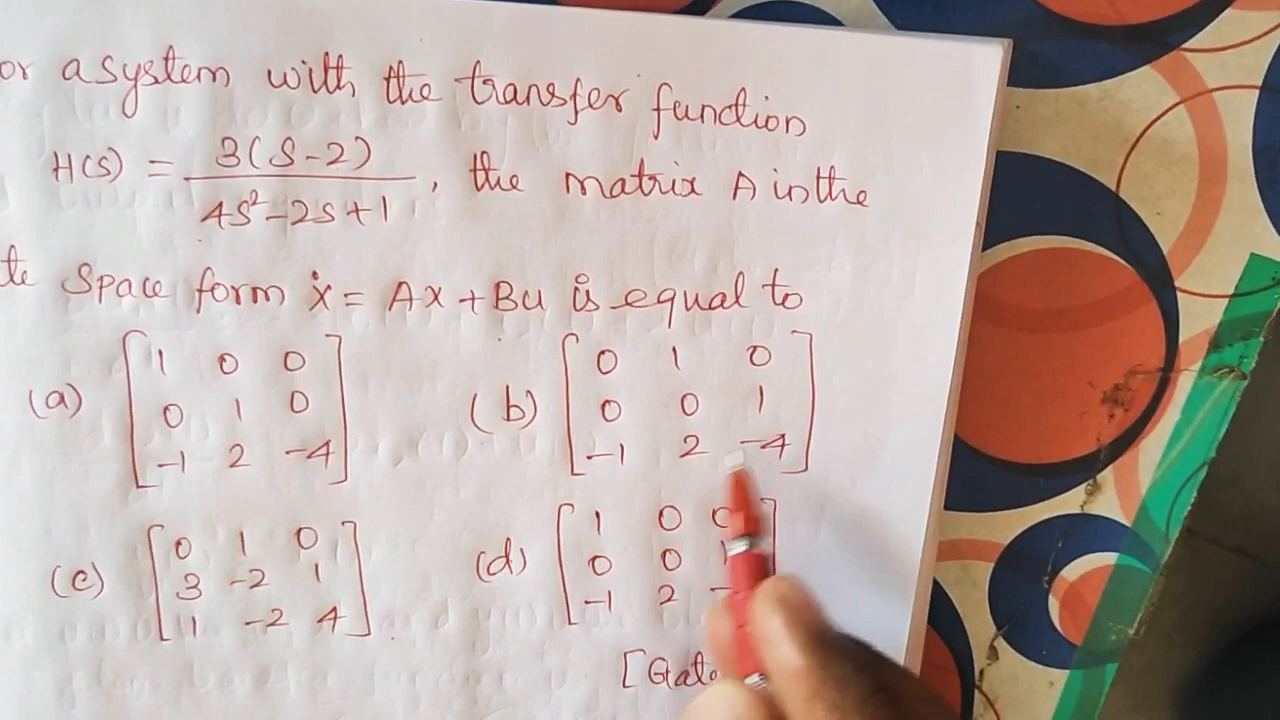 or a system with the transfer function
H(s) = 3(S-2) / 4s²-2s+1 , the matrix A in the
te Space form ẋ = Ax + Bu is equal to
(a) [1 0 0
0 1 0
-1 2 -4]
(b) [0 1 0
0 0 1
-1 2 -4]
(c) [0 1 0
3 -2 1
1 -2 4]
(d) [1 0
0 0
-1 2 ]
[Gate